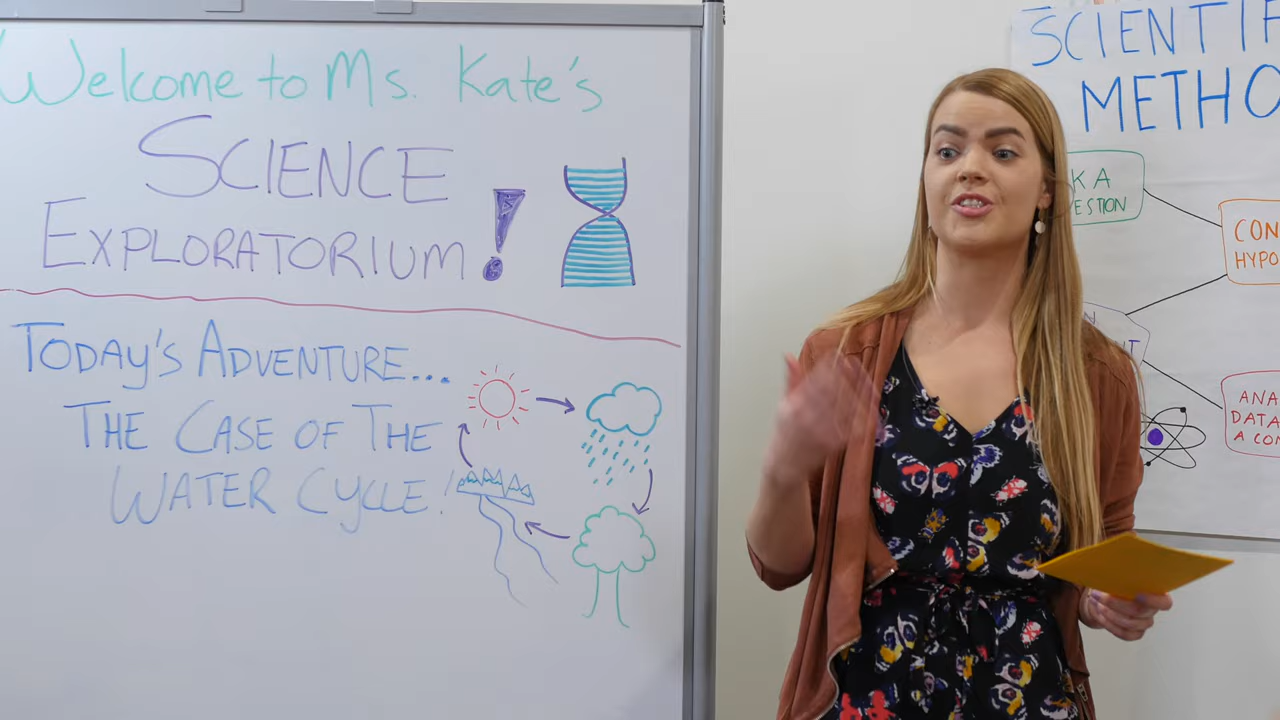 Welcome to Ms. Kate's
SCIENCE
EXPLORATORIUM!
TODAY'S ADVENTURE...
THE CASE OF THE
WATER CYCLE!
SCIENTIF
METHO
K A
ESTION
CON
HYPO
ANA
DATA
A CON